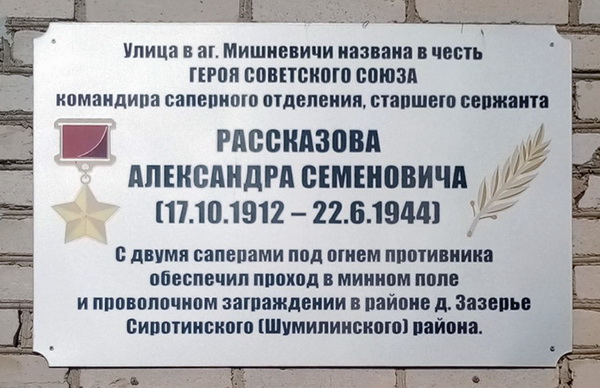 Улица в аг. Мишневичи названа в честь
ГЕРОЯ СОВЕТСКОГО СОЮЗА
командира саперного отделения, старшего сержанта
РАССКАЗОВА
АЛЕКСАНДРА СЕМЕНОВИЧА
(17.10.1912 – 22.6.1944)
С двумя саперами под огнем противника
обеспечил проход в минном поле
и проволочном заграждении в районе д. Зазерье
Сиротинского (Шумилинского) района.